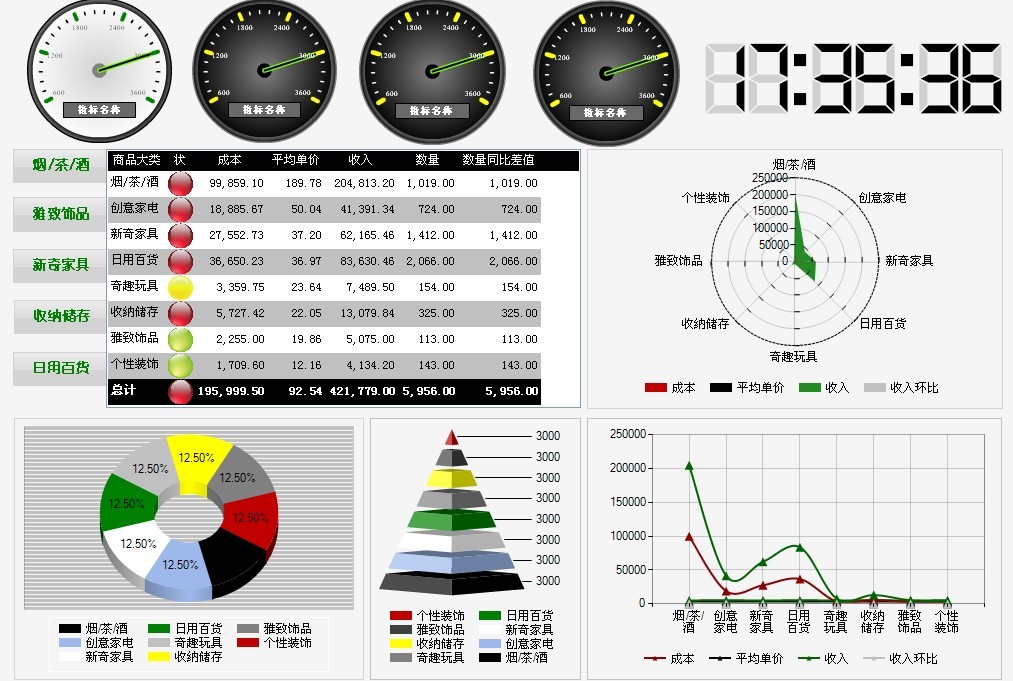 1800 2400
1200 3000
600 3600
指标名称
1800 2400
1200 3000
600 3600
指标名称
1800 2400
1200 3000
600 3600
指标名称
1800 2400
1200 3000
600 3600
指标名称
17:35:36
烟/茶/酒
雅致饰品
新奇家具
收纳储存
日用百货
商品大类 状 成本 平均单价 收入 数量 数量同比差值
烟/茶/酒 99,859.10 189.78 204,813.20 1,019.00 1,019.00
创意家电 18,885.67 50.04 41,391.34 724.00 724.00
新奇家具 27,552.73 37.20 62,165.46 1,412.00 1,412.00
日用百货 36,650.23 36.97 83,630.46 2,066.00 2,066.00
奇趣玩具 3,359.75 23.64 7,489.50 154.00 154.00
收纳储存 5,727.42 22.05 13,079.84 325.00 325.00
雅致饰品 2,255.00 19.86 5,075.00 113.00 113.00
个性装饰 1,709.60 12.16 4,134.20 143.00 143.00
总计 195,999.50 92.54 421,779.00 5,956.00 5,956.00
烟/茶/酒
250000
个性装饰 200000 创意家电
150000
100000
50000
雅致饰品 0 新奇家具
收纳储存 日用百货
奇趣玩具
成本 平均单价 收入 收入环比
12.50%
12.50% 12.50%
12.50% 12.50%
12.50%
12.50%
烟/茶/酒 日用百货 雅致饰品
创意家电 奇趣玩具 个性装饰
新奇家具 收纳储存
3000
3000
3000
3000
3000
3000
3000
3000
个性装饰 日用百货
雅致饰品 新奇家具
收纳储存 创意家电
奇趣玩具 烟/茶/酒
250000
200000
150000
100000
50000
0
烟/茶/ 创意 新奇 日用 奇趣 收纳 雅致 个性
酒 家电 家具 百货 玩具 储存 饰品 装饰
成本 平均单价 收入 收入环比